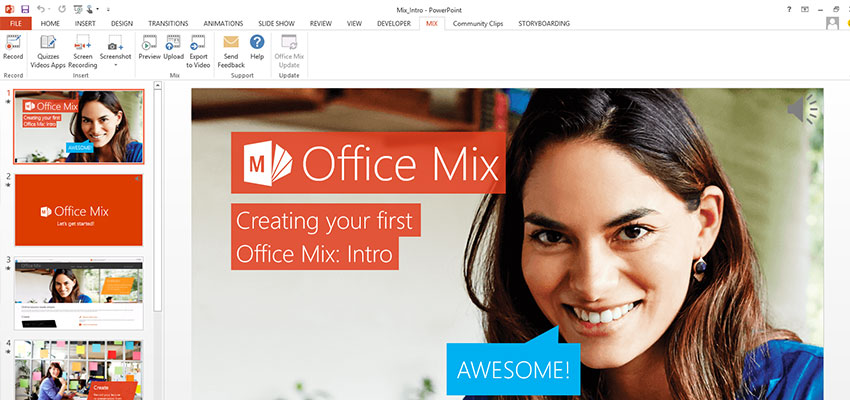 Mix_Intro - PowerPoint
?
FILE HOME INSERT DESIGN TRANSITIONS ANIMATIONS SLIDE SHOW REVIEW VIEW DEVELOPER MIX Community Clips STORYBOARDING
Record
Quizzes
Videos Apps
Screen
Recording
Screenshot
Preview
Upload
Export
to Video
Send
Feedback
Help
Office Mix
Update
Record
Insert
Mix
Support
Update
1
Office Mix
Creating your first
Office Mix: Intro
AWESOME!
2
Office Mix
Let's get started!
3
Office Mix
4
Create
M
Office Mix
Creating your first
Office Mix: Intro
AWESOME!